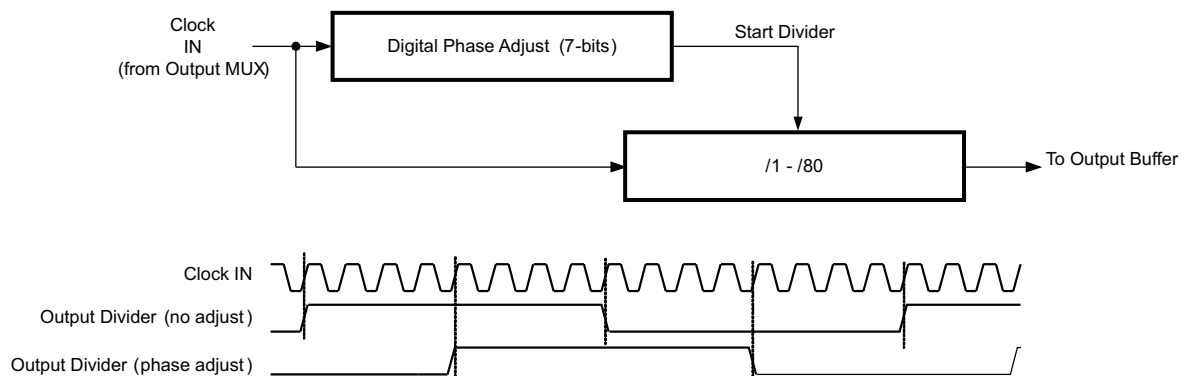 Clock
IN
(from Output MUX)
Digital Phase Adjust (7-bits)
Start Divider
/1 - /80
To Output Buffer
Clock IN
Output Divider (no adjust)
Output Divider (phase adjust)